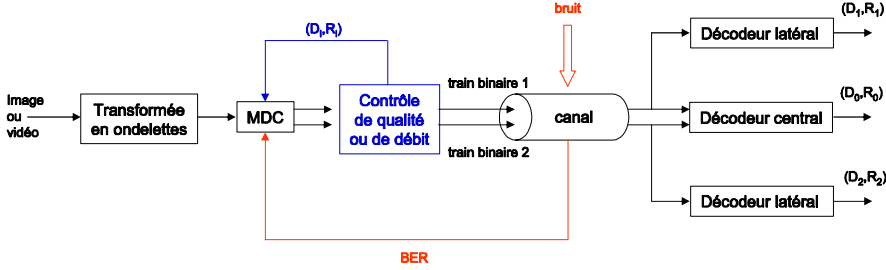 Image
ou
vidéo
Transformée
en ondelettes
MDC
(Di,Ri)
Contrôle
de qualité
ou de débit
train binaire 1
train binaire 2
bruit
canal
BER
Décodeur latéral
(D1,R1)
Décodeur central
(D0,R0)
Décodeur latéral
(D2,R2)